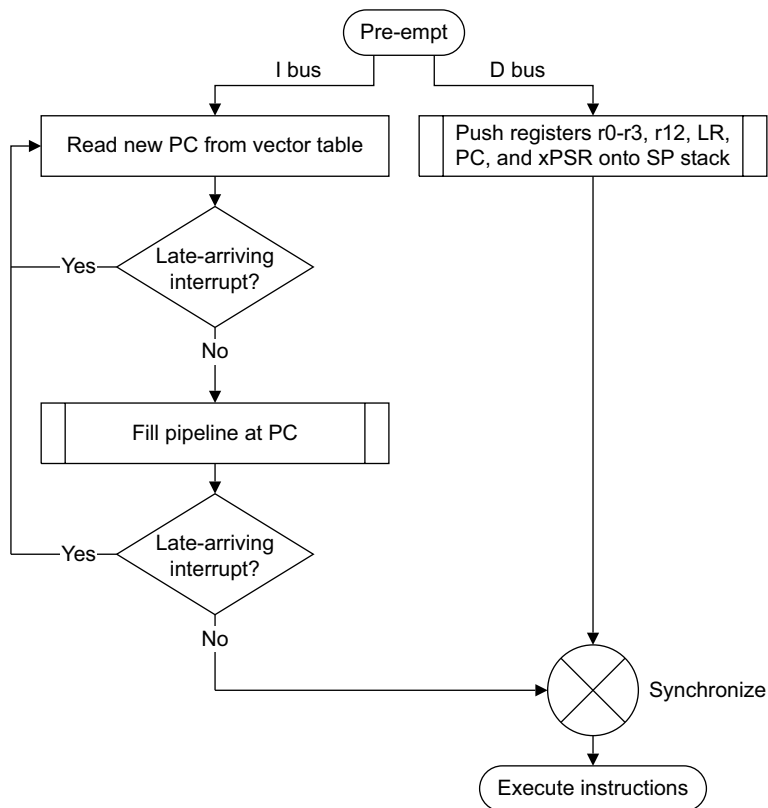 Pre-empt
I bus
D bus
Read new PC from vector table
Push registers r0-r3, r12, LR,
PC, and xPSR onto SP stack
Late-arriving
interrupt?
Yes
No
Fill pipeline at PC
Late-arriving
interrupt?
Yes
No
Synchronize
Execute instructions